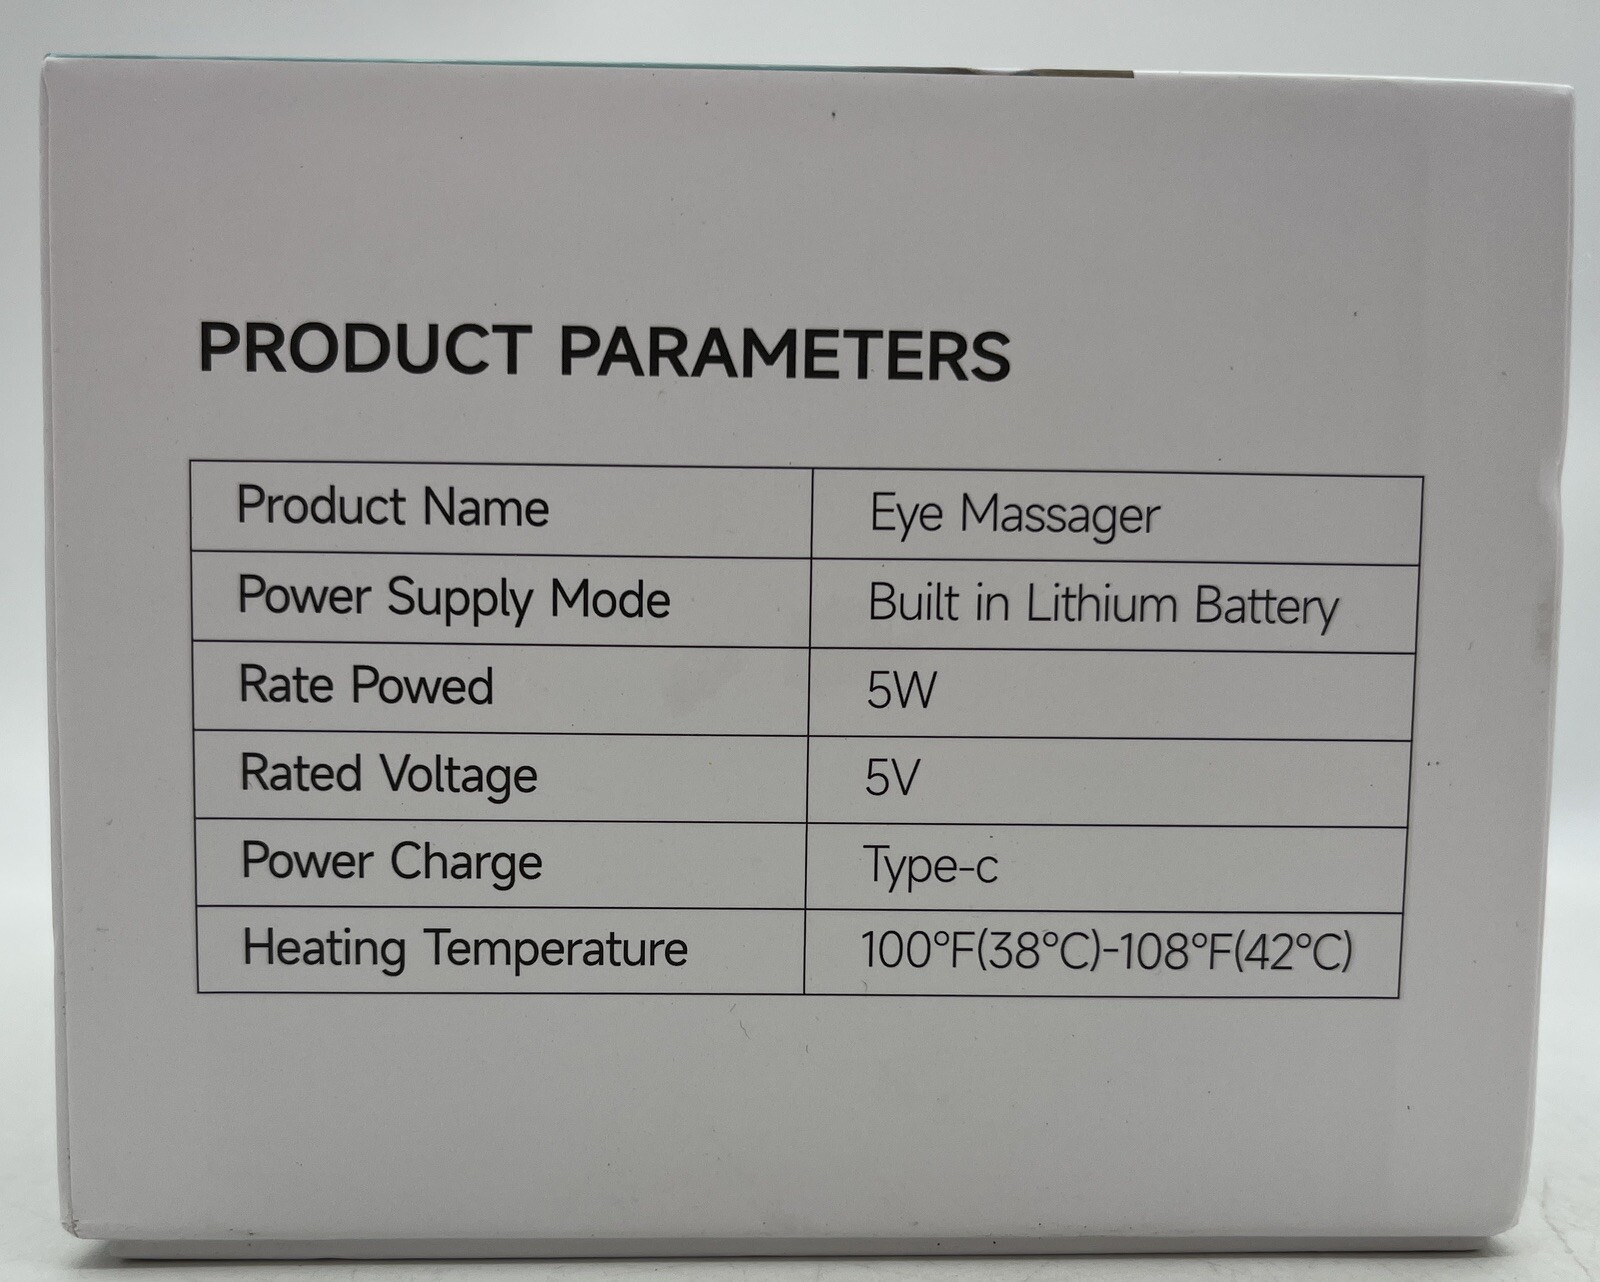 PRODUCT PARAMETERS
Product Name Eye Massager
Power Supply Mode Built in Lithium Battery
Rate Powed 5W
Rated Voltage 5V
Power Charge Type-c
Heating Temperature 100°F(38°C)-108°F(42°C)